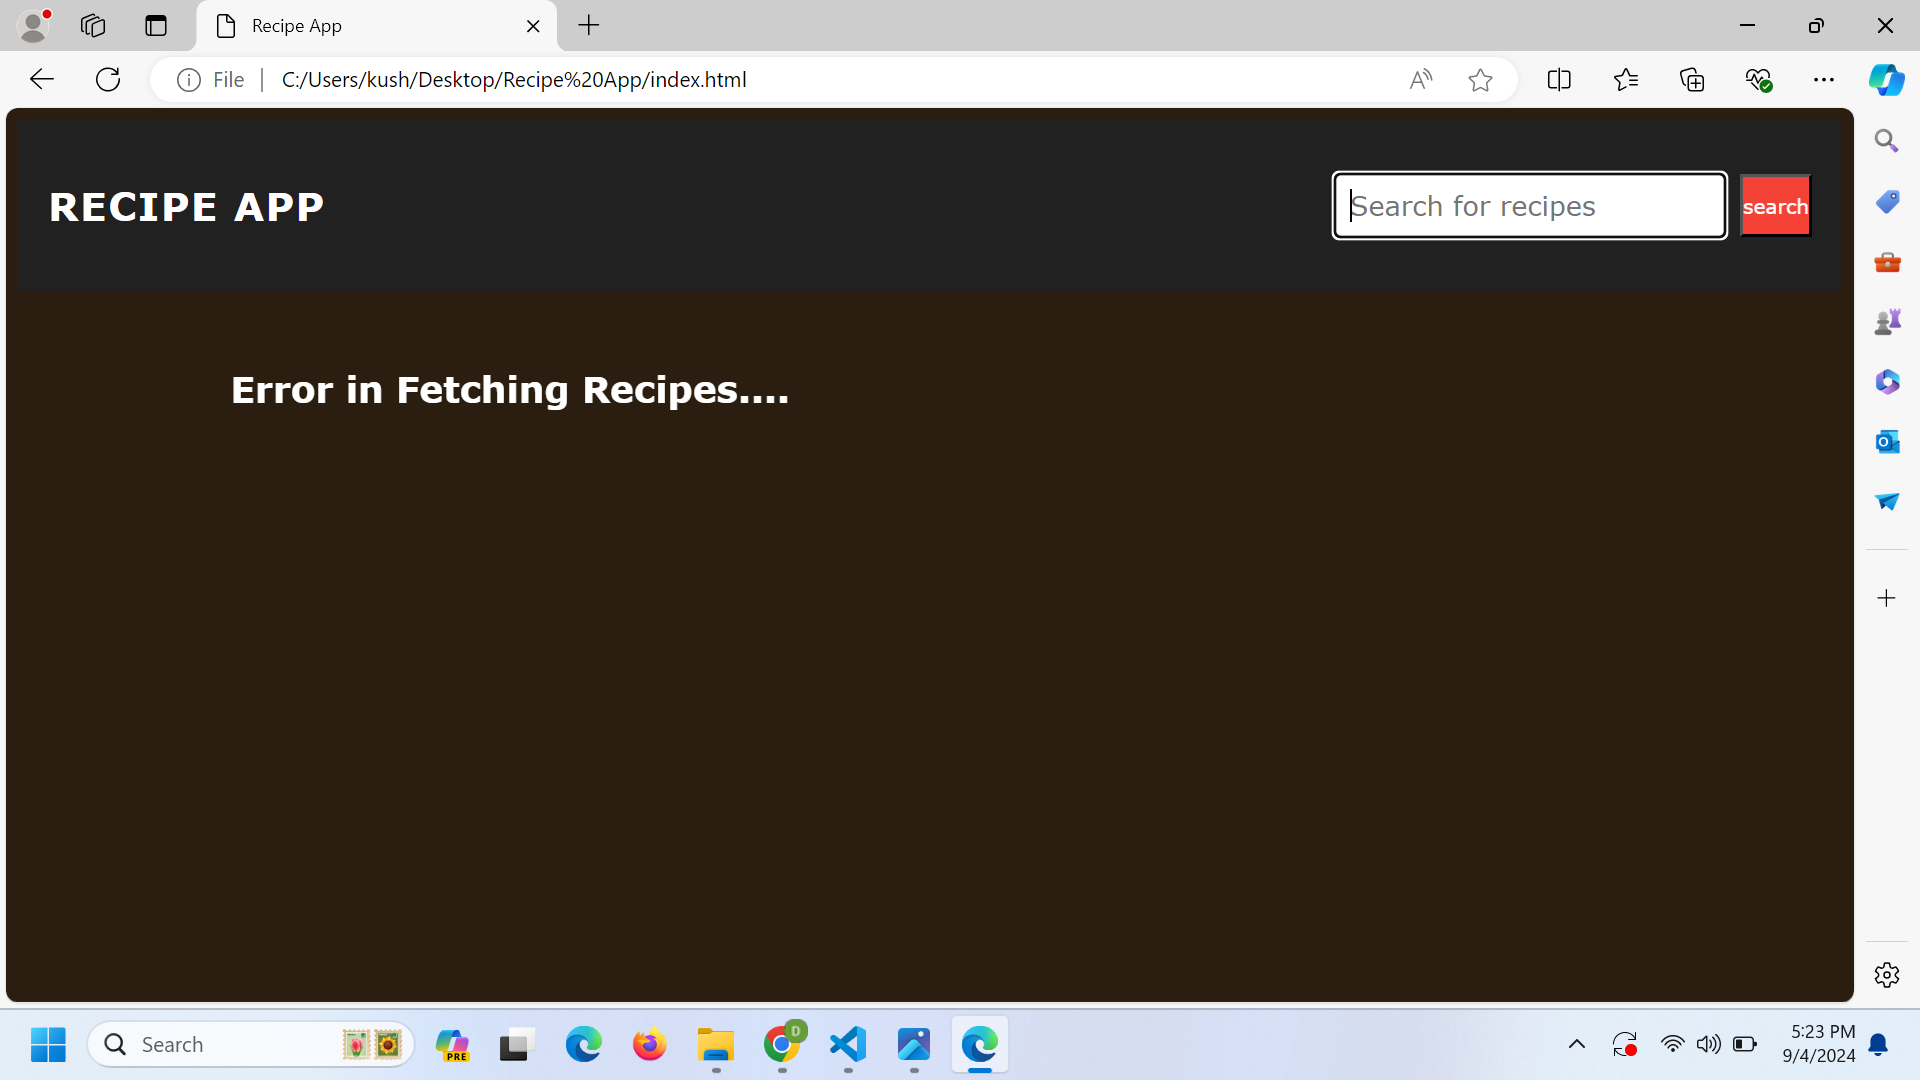 Recipe App
File
C:/Users/kush/Desktop/Recipe%20App/index.html
RECIPE APP
Search for recipes
search
Error in Fetching Recipes....
Search
PRE
D
5:23 PM
9/4/2024